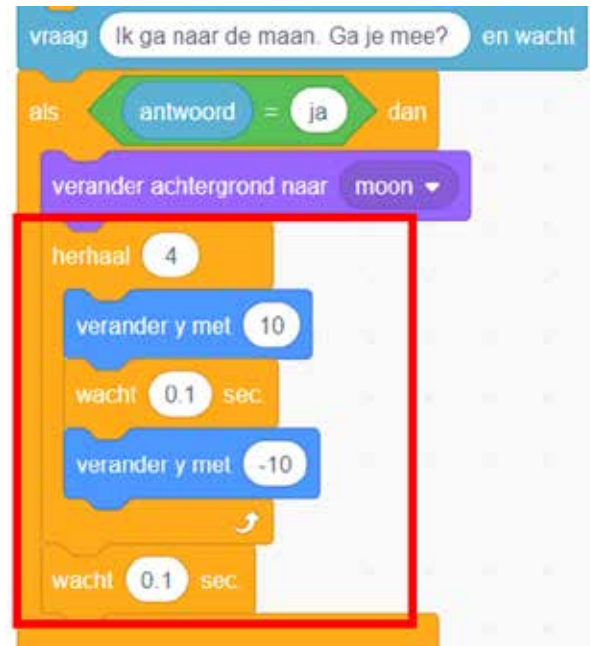 vraag Ik ga naar de maan. Ga je mee? en wacht
als antwoord = ja dan
verander achtergrond naar moon
herhaal 4
verander y met 10
wacht 0.1 sec.
verander y met -10
wacht 0.1 sec.